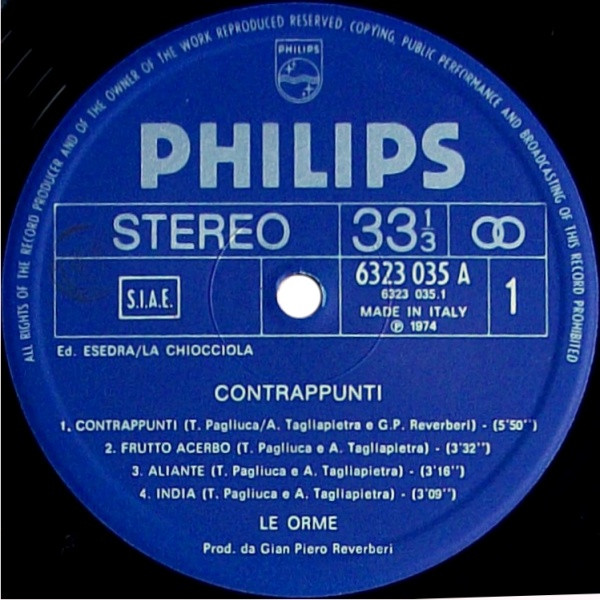 ALL RIGHTS OF THE RECORD PRODUCER AND OF THE OWNER OF THE WORK REPRODUCED RESERVED. COPYING, PUBLIC PERFORMANCE AND BROADCASTING OF THIS RECORD PROHIBITED
PHILIPS
PHILIPS
STEREO
33 1/3
S.I.A.E.
6323 035 A
6323 035.1
MADE IN ITALY
℗ 1974
1
Ed. ESEDRA/LA CHIOCCIOLA
CONTRAPPUNTI
1. CONTRAPPUNTI (T. Pagliuca/A. Tagliapietra e G.P. Reverberi) - (5'50'')
2. FRUTTO ACERBO (T. Pagliuca e A. Tagliapietra) - (3'32'')
3. ALIANTE (T. Pagliuca e A. Tagliapietra) - (3'16'')
4. INDIA (T. Pagliuca e A. Tagliapietra) - (3'09'')
LE ORME
Prod. da Gian Piero Reverberi